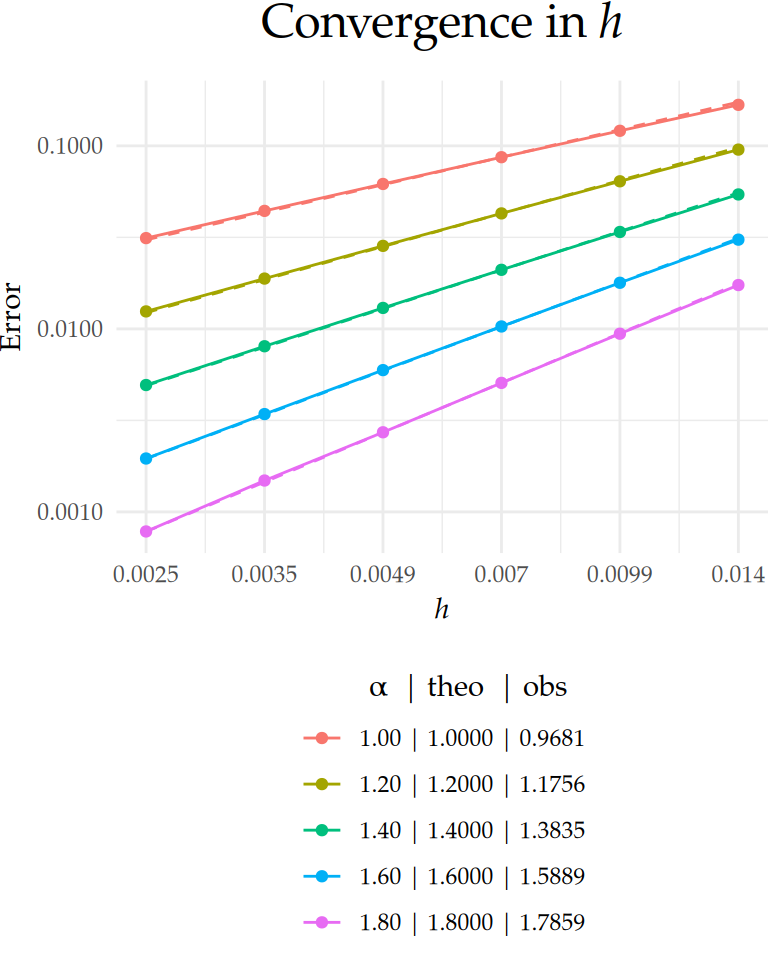 Convergence in h
0.1000
0.0100
0.0010
Error
0.0025 0.0035 0.0049 0.007 0.0099 0.014
h
α | theo | obs
1.00 | 1.0000 | 0.9681
1.20 | 1.2000 | 1.1756
1.40 | 1.4000 | 1.3835
1.60 | 1.6000 | 1.5889
1.80 | 1.8000 | 1.7859